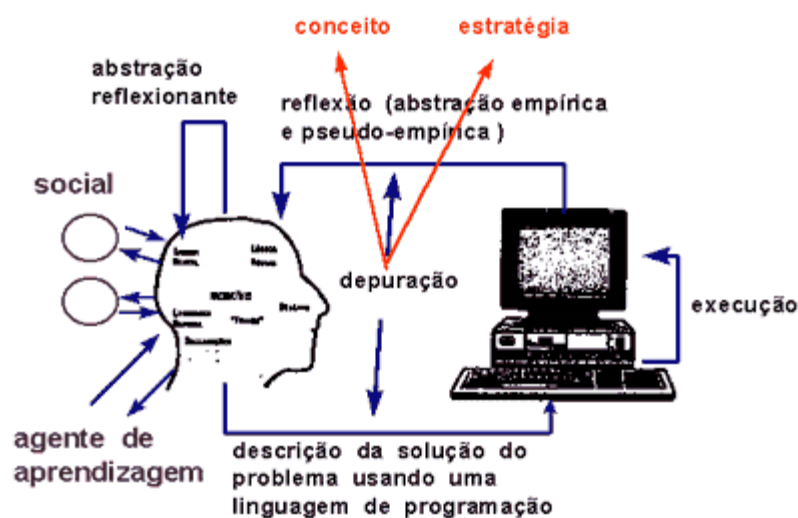 conceito
estratégia
abstração
reflexionante
reflexão (abstração empírica
e pseudo-empírica )
social
depuração
execução
agente de
aprendizagem
descrição da solução do
problema usando uma
linguagem de programação